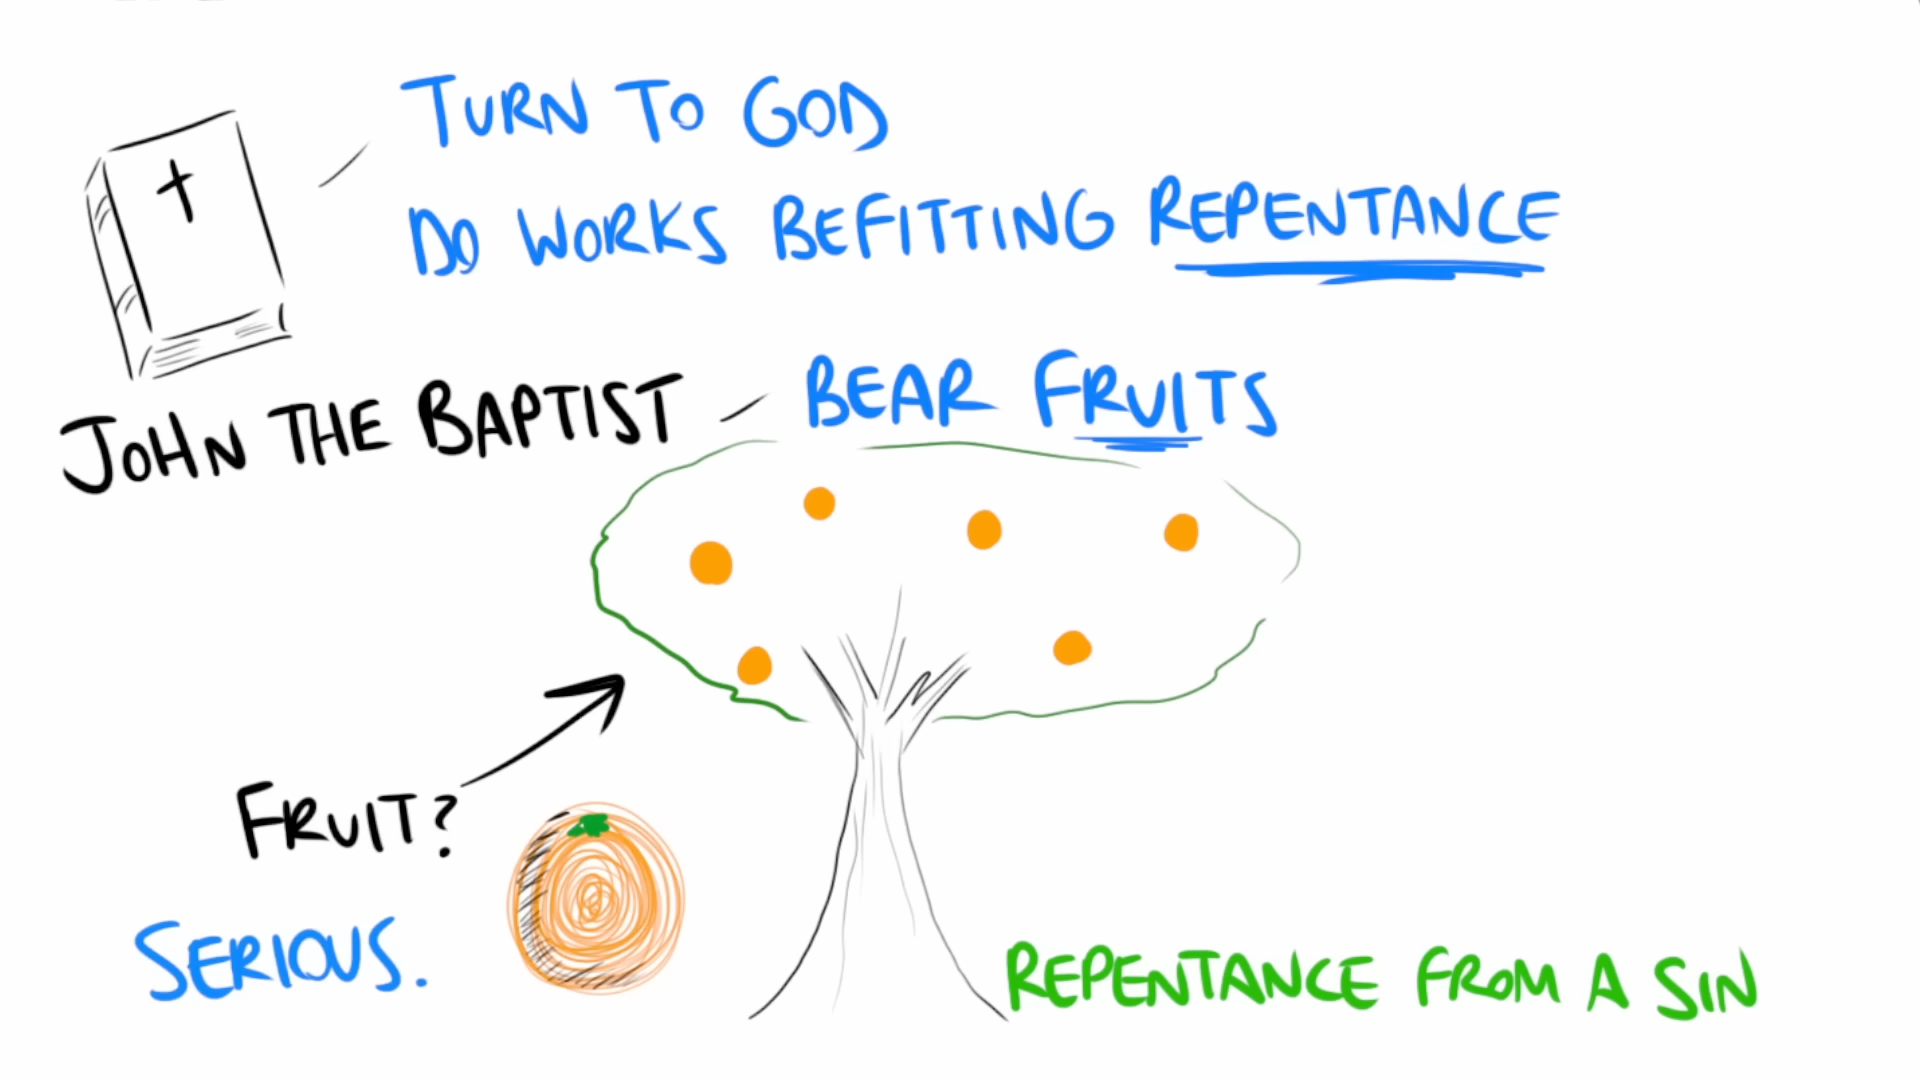 TURN TO GOD
DO WORKS BEFITTING REPENTANCE
JOHN THE BAPTIST - BEAR FRUITS
FRUIT?
SERIOUS.
REPENTANCE FROM A SIN